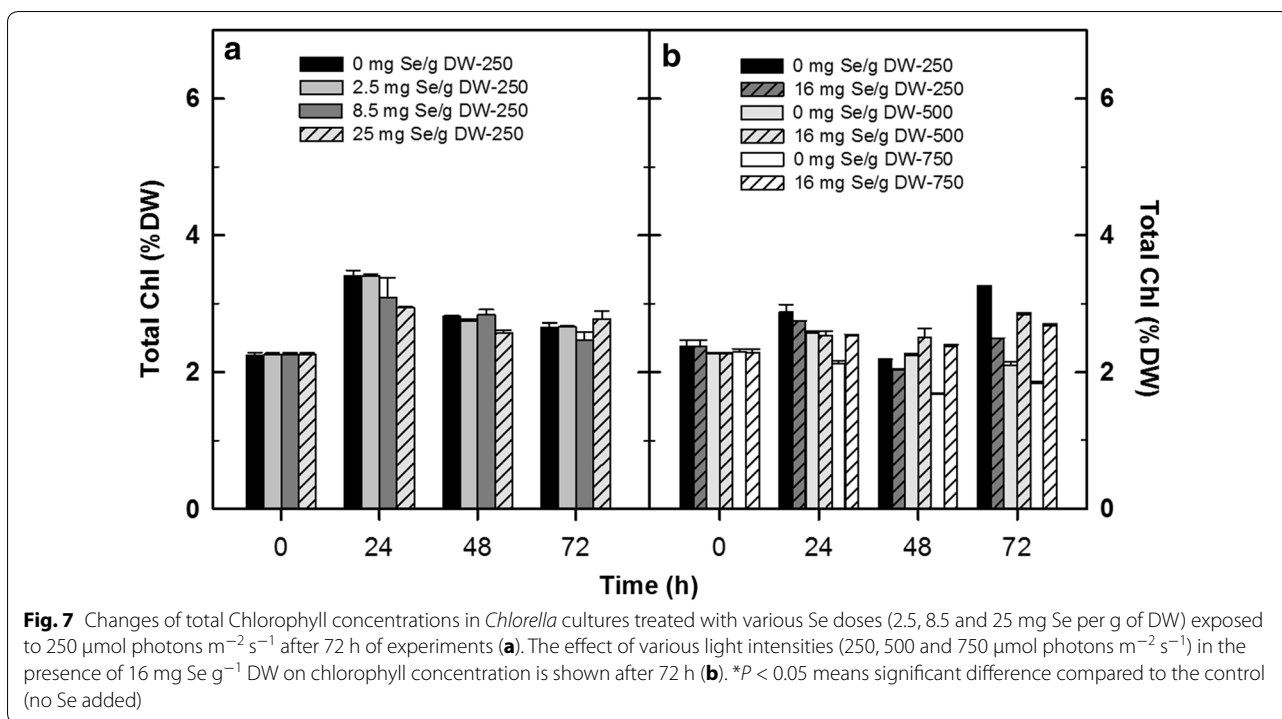 a
0 mg Se/g DW-250
2.5 mg Se/g DW-250
8.5 mg Se/g DW-250
25 mg Se/g DW-250
Total Chl (%DW)
6
4
2
0
0 24 48 72
b
0 mg Se/g DW-250
16 mg Se/g DW-250
0 mg Se/g DW-500
16 mg Se/g DW-500
0 mg Se/g DW-750
16 mg Se/g DW-750
6
4
2
0
Total Chl (%DW)
0 24 48 72
Time (h)
Fig. 7 Changes of total Chlorophyll concentrations in Chlorella cultures treated with various Se doses (2.5, 8.5 and 25 mg Se per g of DW) exposed
to 250 µmol photons m⁻² s⁻¹ after 72 h of experiments (a). The effect of various light intensities (250, 500 and 750 µmol photons m⁻² s⁻¹) in the
presence of 16 mg Se g⁻¹ DW on chlorophyll concentration is shown after 72 h (b). *P < 0.05 means significant difference compared to the control
(no Se added)